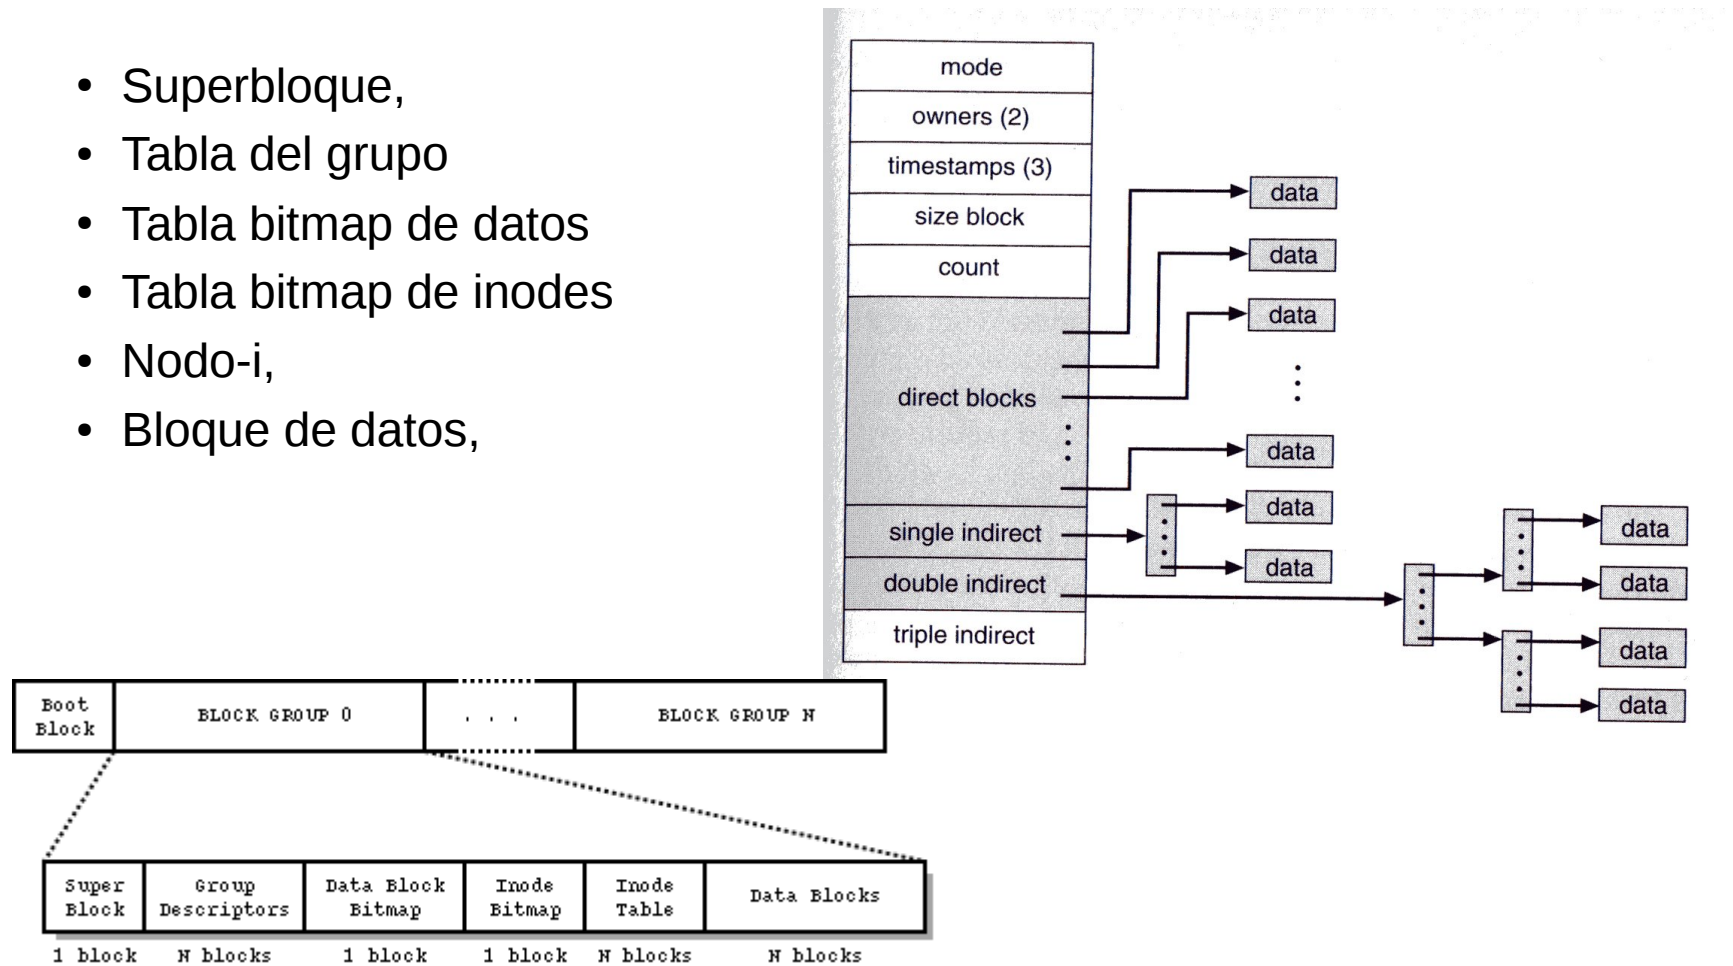 Superbloque,
Tabla del grupo
Tabla bitmap de datos
Tabla bitmap de inodes
Nodo-i,
Bloque de datos,
mode
owners (2)
timestamps (3)
size block
count
direct blocks
single indirect
double indirect
triple indirect
data
data
data
data
data
data
data
data
data
data
Boot
Block
BLOCK GROUP 0
. . .
BLOCK GROUP N
Super
Block
Group
Descriptors
Data Block
Bitmap
Inode
Bitmap
Inode
Table
Data Blocks
1 block
N blocks
1 block
1 block
N blocks
N blocks